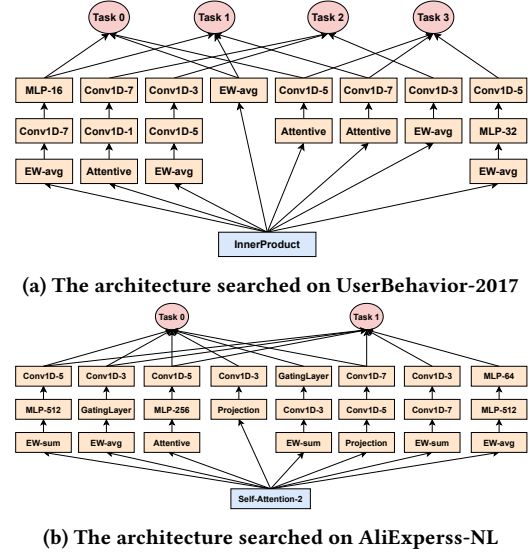 Task 0 Task 1 Task 2 Task 3
MLP-16 Conv1D-7 Conv1D-3 EW-avg Conv1D-5 Conv1D-7 Conv1D-3 Conv1D-5
Conv1D-7 Conv1D-1 Conv1D-5 Attentive Attentive EW-avg MLP-32
EW-avg Attentive EW-avg EW-avg
InnerProduct
(a) The architecture searched on UserBehavior-2017
Task 0 Task 1
Conv1D-5 Conv1D-3 Conv1D-5 Conv1D-3 GatingLayer Conv1D-7 Conv1D-3 MLP-64
MLP-512 GatingLayer MLP-256 Projection Conv1D-3 Conv1D-5 Conv1D-7 MLP-512
EW-sum EW-avg Attentive EW-sum Projection EW-sum EW-avg
Self-Attention-2
(b) The architecture searched on AliExperss-NL